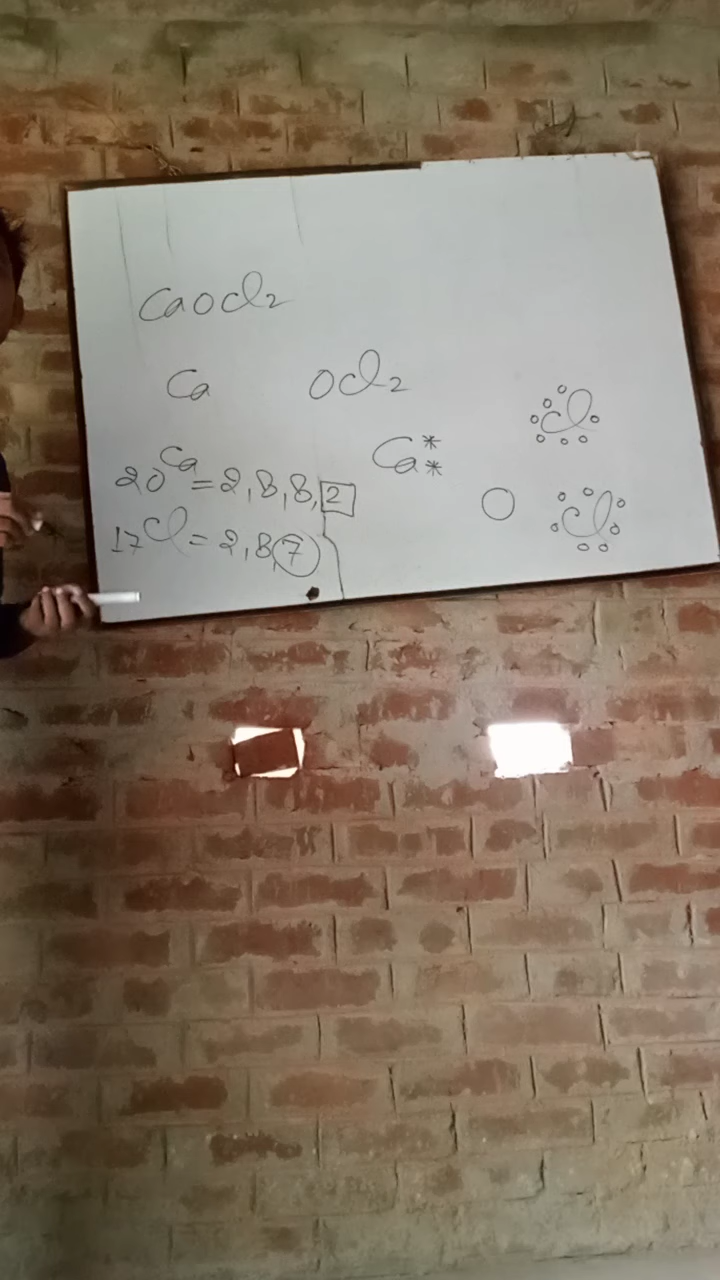 CaOCl2
Ca OCl2
20Ca = 2,8,8,2
17Cl = 2,8,7
Ca**
Cl
O Cl